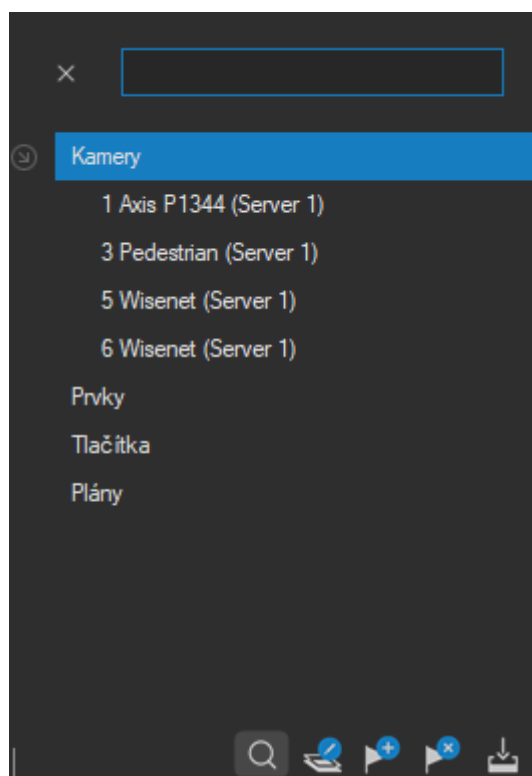 Kamery
1 Axis P1344 (Server 1)
3 Pedestrian (Server 1)
5 Wisenet (Server 1)
6 Wisenet (Server 1)
Prvky
Tlačítka
Plány